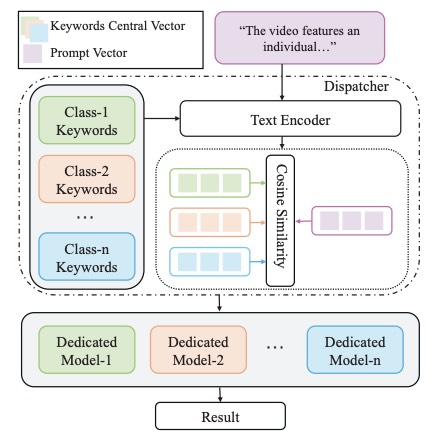 Keywords Central Vector
Prompt Vector
“The video features an
individual…”
Dispatcher
Class-1
Keywords
Text Encoder
Class-2
Keywords
...
Class-n
Keywords
Cosine Similarity
Dedicated
Model-1
Dedicated
Model-2
...
Dedicated
Model-n
Result